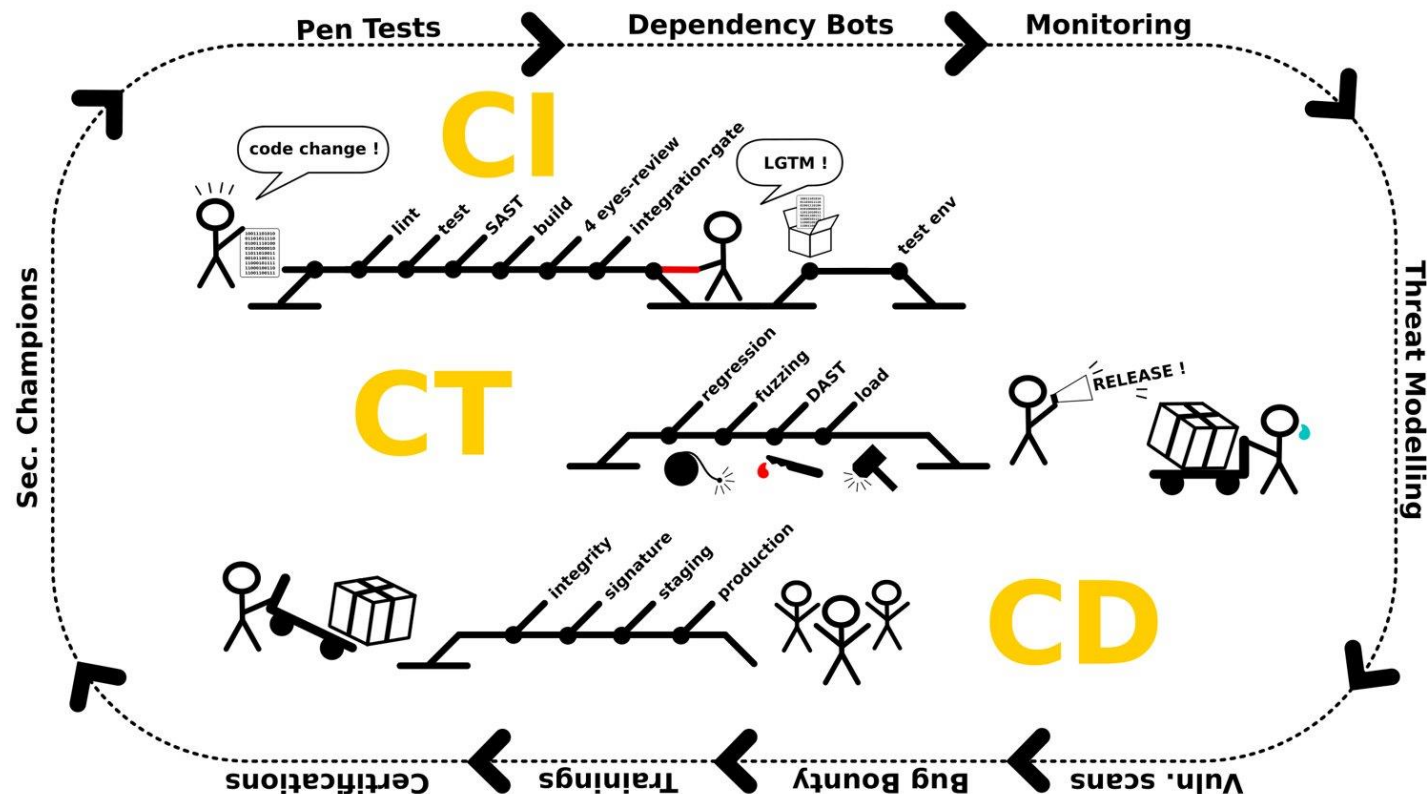 Pen Tests
Dependency Bots
Monitoring
CI
code change !
LGTM !
lint
test
SAST
build
4 eyes-review
integration-gate
test env
Sec. Champions
Threat Modelling
CT
regression
fuzzing
DAST
load
RELEASE !
integrity
signature
staging
production
CD
Certifications
Trainings
Bug Bounty
Vuln. scans